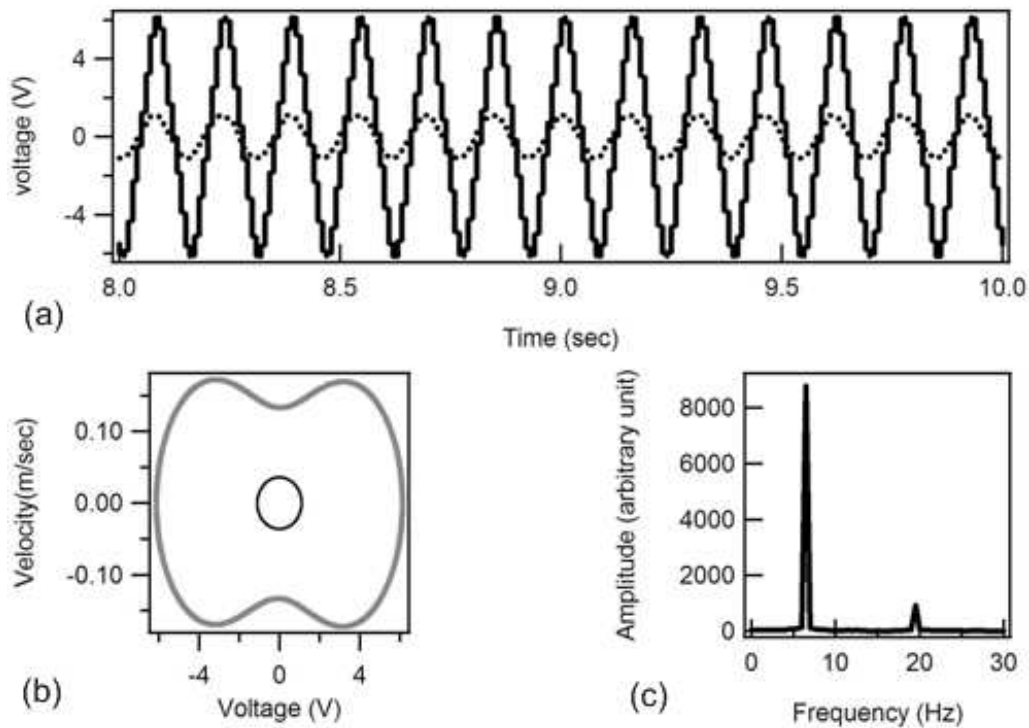 voltage (V)
4
0
-4
8.0 8.5 9.0 9.5 10.0
(a)
Time (sec)
Velocity(m/sec)
0.10
0.00
-0.10
-4 0 4
(b)
Voltage (V)
Amplitude (arbitrary unit)
8000
6000
4000
2000
0
0 10 20 30
(c)
Frequency (Hz)